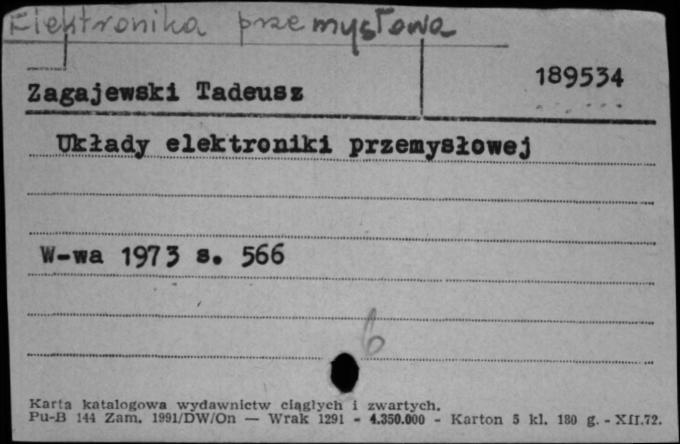 Elektronika przemysłowa
189534
Zagajewski Tadeusz
Układy elektroniki przemysłowej
W-wa 1973 s. 566
6
Karta katalogowa wydawnictw ciągłych i zwartych.
Pu-B 144 Zam. 1991/DW/On — Wrak 1291 - 4.350.000 - Karton 5 kl. 180 g. - XII.72.